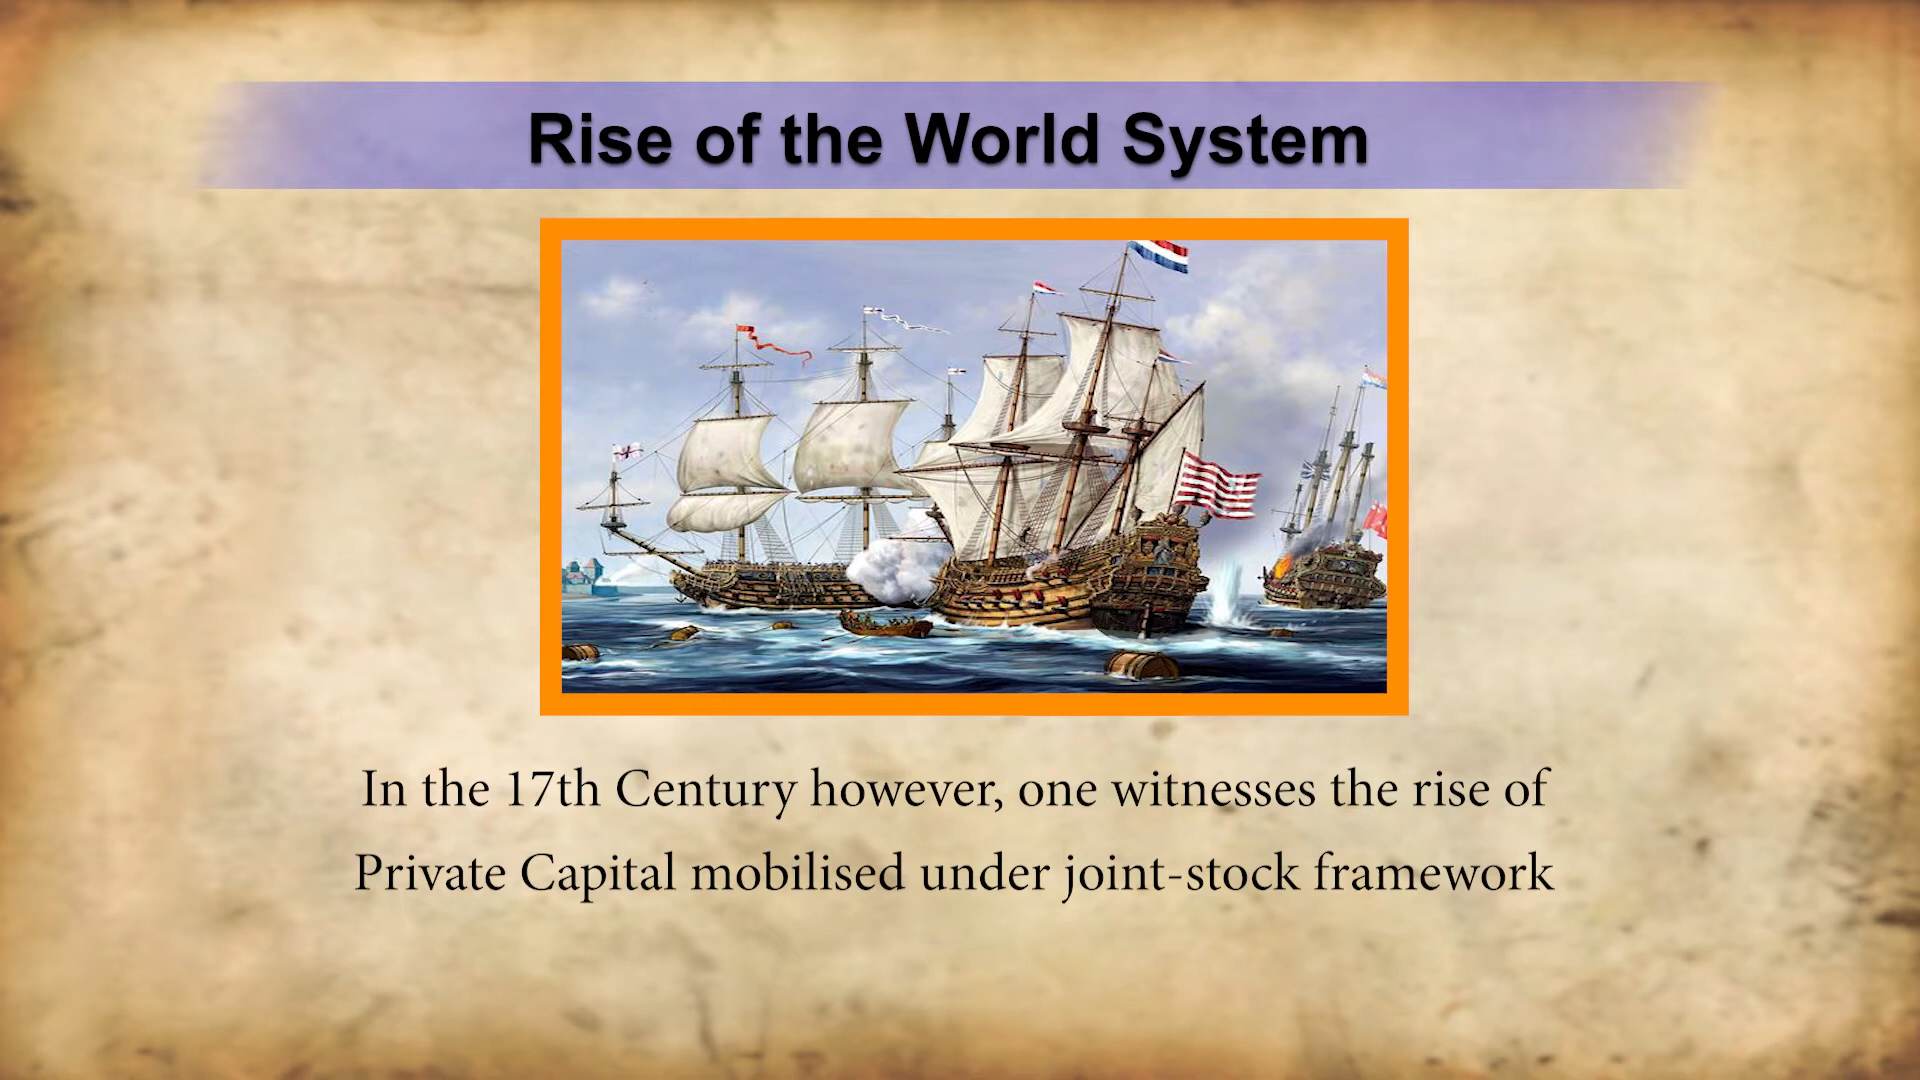 Rise of the World System
In the 17th Century however, one witnesses the rise of
Private Capital mobilised under joint-stock framework